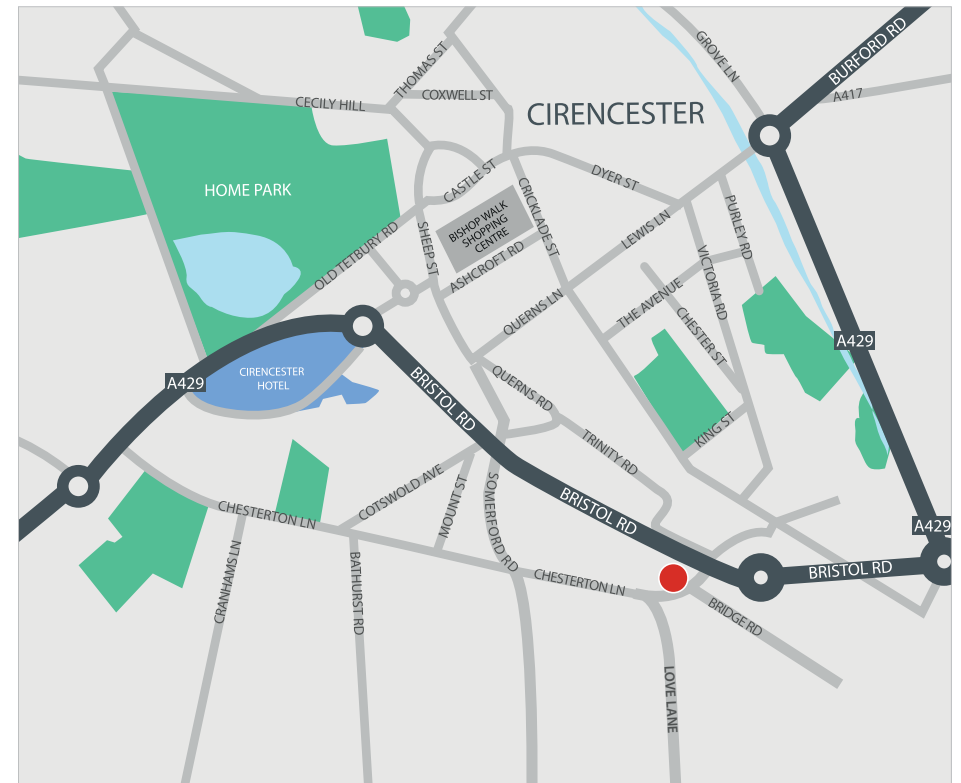 GROVE LN
BURFORD RD
THOMAS ST
COXWELL ST
A417
CECILY HILL
CIRENCESTER
CASTLE ST
DYER ST
HOME PARK
CRICKLADE ST
BISHOP WALK
SHOPPING
CENTRE
PURLEY RD
LEWIS LN
SHEEP ST
OLD TETBURY RD
ASHCROFT RD
VICTORIA RD
THE AVENUE
QUERNS LN
CHESTER ST
A429
CIRENCESTER
HOTEL
A429
BRISTOL RD
QUERNS RD
KING ST
TRINITY RD
COTSWOLD AVE
MOUNT ST
SOMERFORD RD
BRISTOL RD
CHESTERTON LN
A429
BRISTOL RD
CRANHAMS LN
BATHURST RD
CHESTERTON LN
BRIDGE RD
LOVE LANE